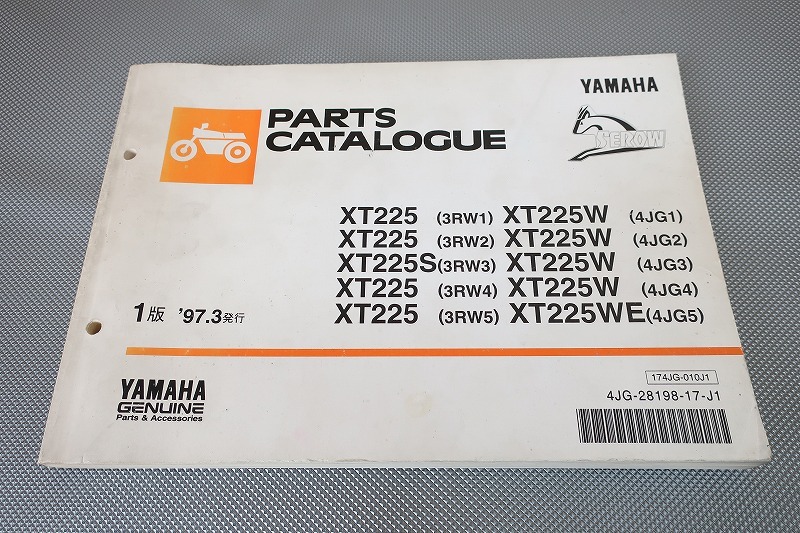 YAMAHA
PARTS
CATALOGUE
SEROW
XT225 (3RW1) XT225W (4JG1)
XT225 (3RW2) XT225W (4JG2)
XT225S(3RW3) XT225W (4JG3)
XT225 (3RW4) XT225W (4JG4)
XT225 (3RW5) XT225WE(4JG5)
1版 '97.3発行
174JG-010J1
YAMAHA
GENUINE
Parts & Accessories
4JG-28198-17-J1